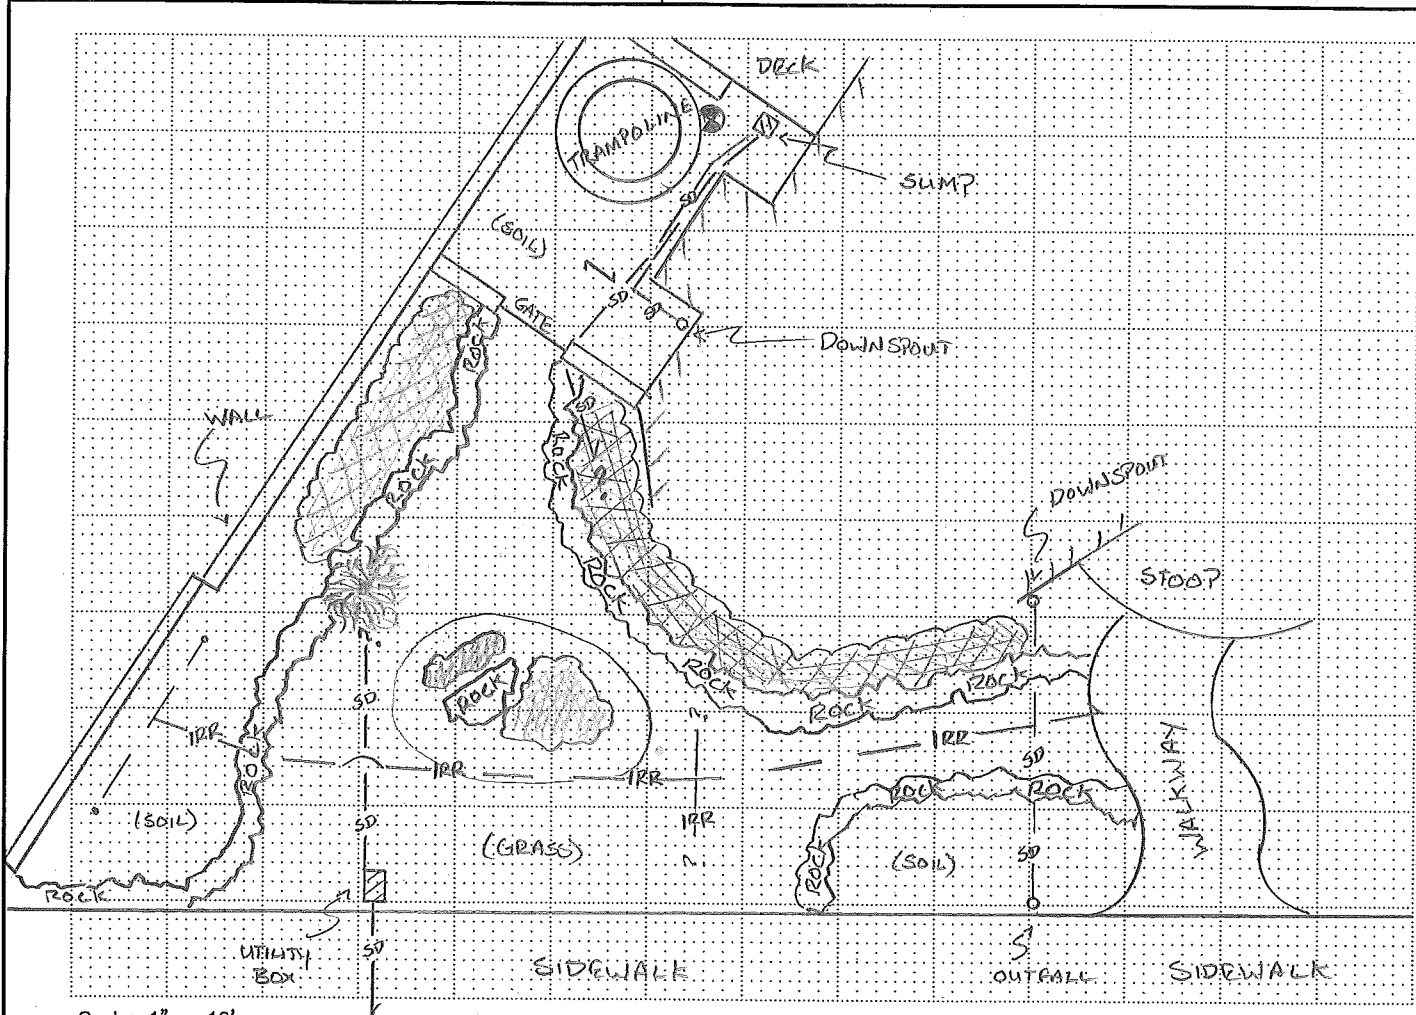 DECK
TRAMPOLINE
SUMP
SD
(SOIL)
SD
GATE
ROCK
DOWNSPOUT
SD
WALL
ROCK
ROCK
DOWNSPOUT
ROCK
STOOP
ROCK
ROCK
ROCK
SD
ROCK
IRR
IRR
SD
WALKWAY
ROCK
IRR
IRR
ROCK
ROCK
(SOIL)
SD
IRR
(GRASS)
(SOIL)
SD
ROCK
ROCK
UTILITY
BOX
SD
SIDEWALK
OUTFALL
SIDEWALK